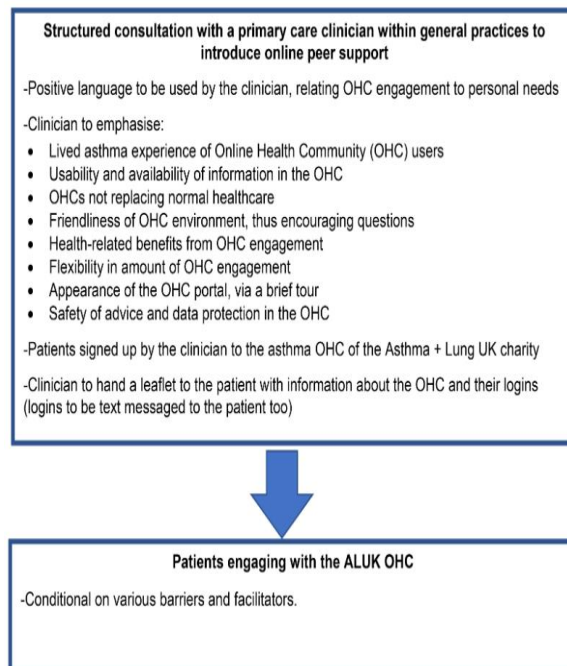 Structured consultation with a primary care clinician within general practices to
introduce online peer support
-Positive language to be used by the clinician, relating OHC engagement to personal needs
-Clinician to emphasise:
• Lived asthma experience of Online Health Community (OHC) users
• Usability and availability of information in the OHC
• OHCs not replacing normal healthcare
• Friendliness of OHC environment, thus encouraging questions
• Health-related benefits from OHC engagement
• Flexibility in amount of OHC engagement
• Appearance of the OHC portal, via a brief tour
• Safety of advice and data protection in the OHC
-Patients signed up by the clinician to the asthma OHC of the Asthma + Lung UK charity
-Clinician to hand a leaflet to the patient with information about the OHC and their logins
(logins to be text messaged to the patient too)
Patients engaging with the ALUK OHC
-Conditional on various barriers and facilitators.